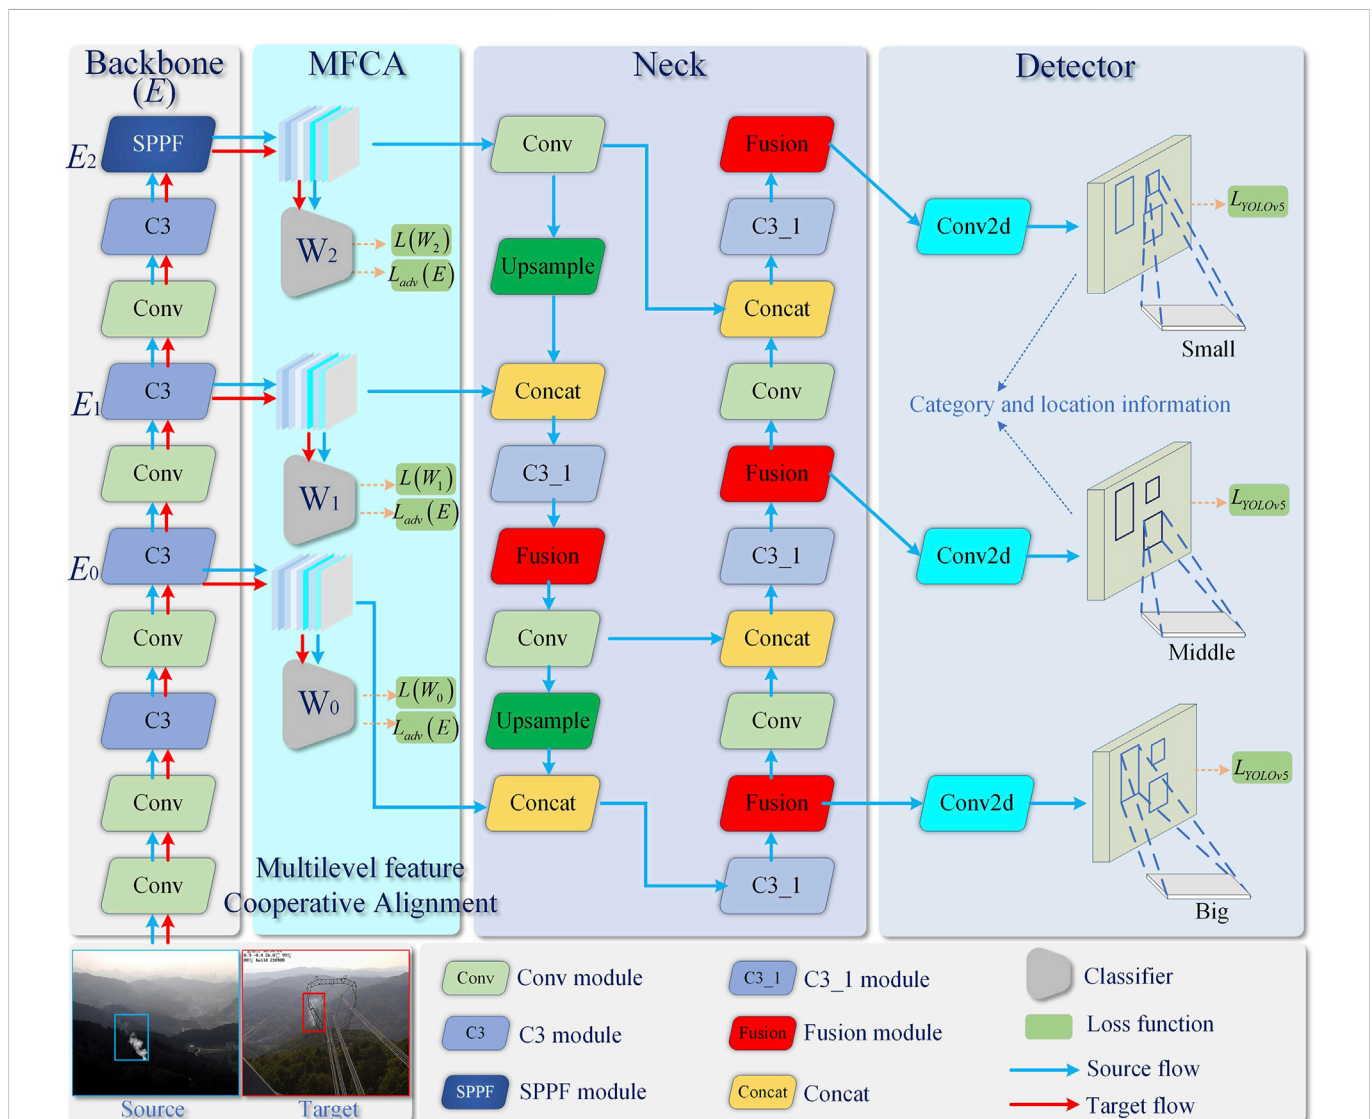 Backbone
(E)
MFCA
Neck
Detector
E2
SPPF
C3
Conv
E1
C3
Conv
E0
C3
Conv
C3
Conv
Conv
W2
L(W2)
Ladv(E)
W1
L(W1)
Ladv(E)
W0
L(W0)
Ladv(E)
Multilevel feature
Cooperative Alignment
Conv
Upsample
Concat
C3_1
Fusion
Conv
Upsample
Concat
Fusion
C3_1
Concat
Conv
Fusion
C3_1
Concat
Conv
Fusion
C3_1
Conv2d
LYOLOv5
Small
Category and location information
Conv2d
LYOLOv5
Middle
Conv2d
LYOLOv5
Big
Source
Target
Conv Conv module
C3 C3 module
SPPF SPPF module
C3_1 C3_1 module
Fusion Fusion module
Concat Concat
Classifier
Loss function
Source flow
Target flow